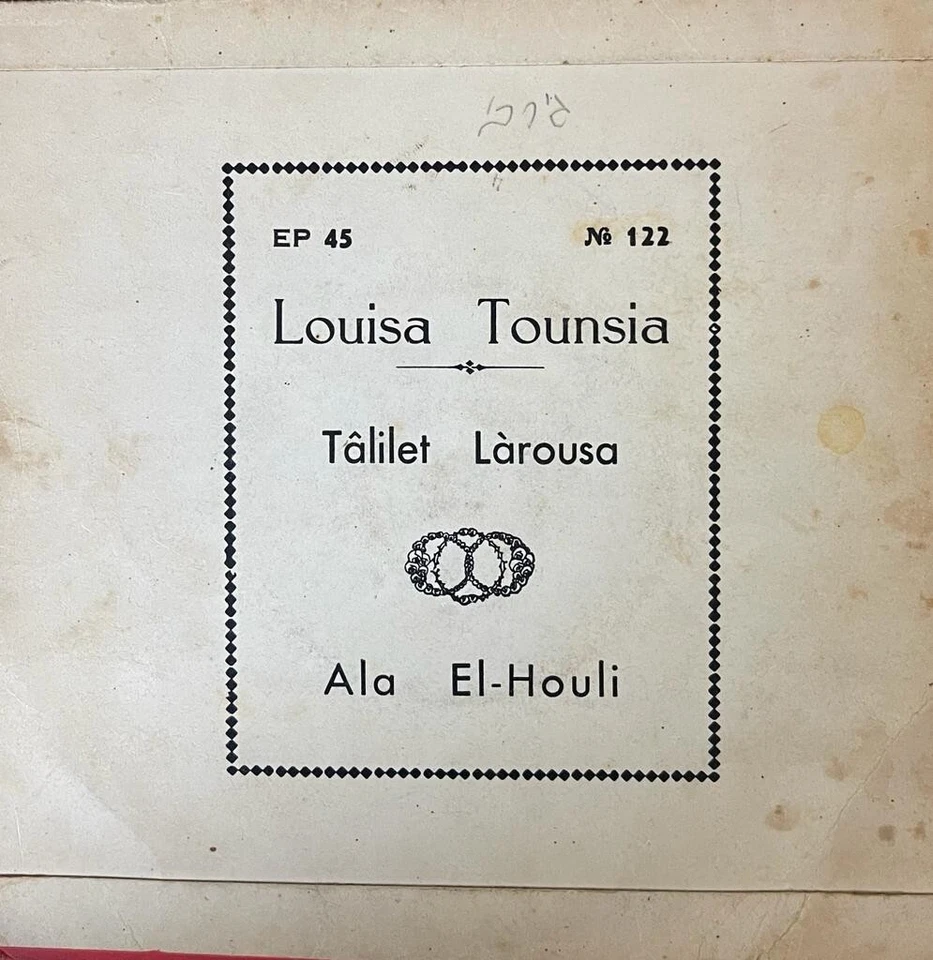 EP 45 № 122
Louisa Tounsia
Tâlilet Làrousa
Ala El-Houli